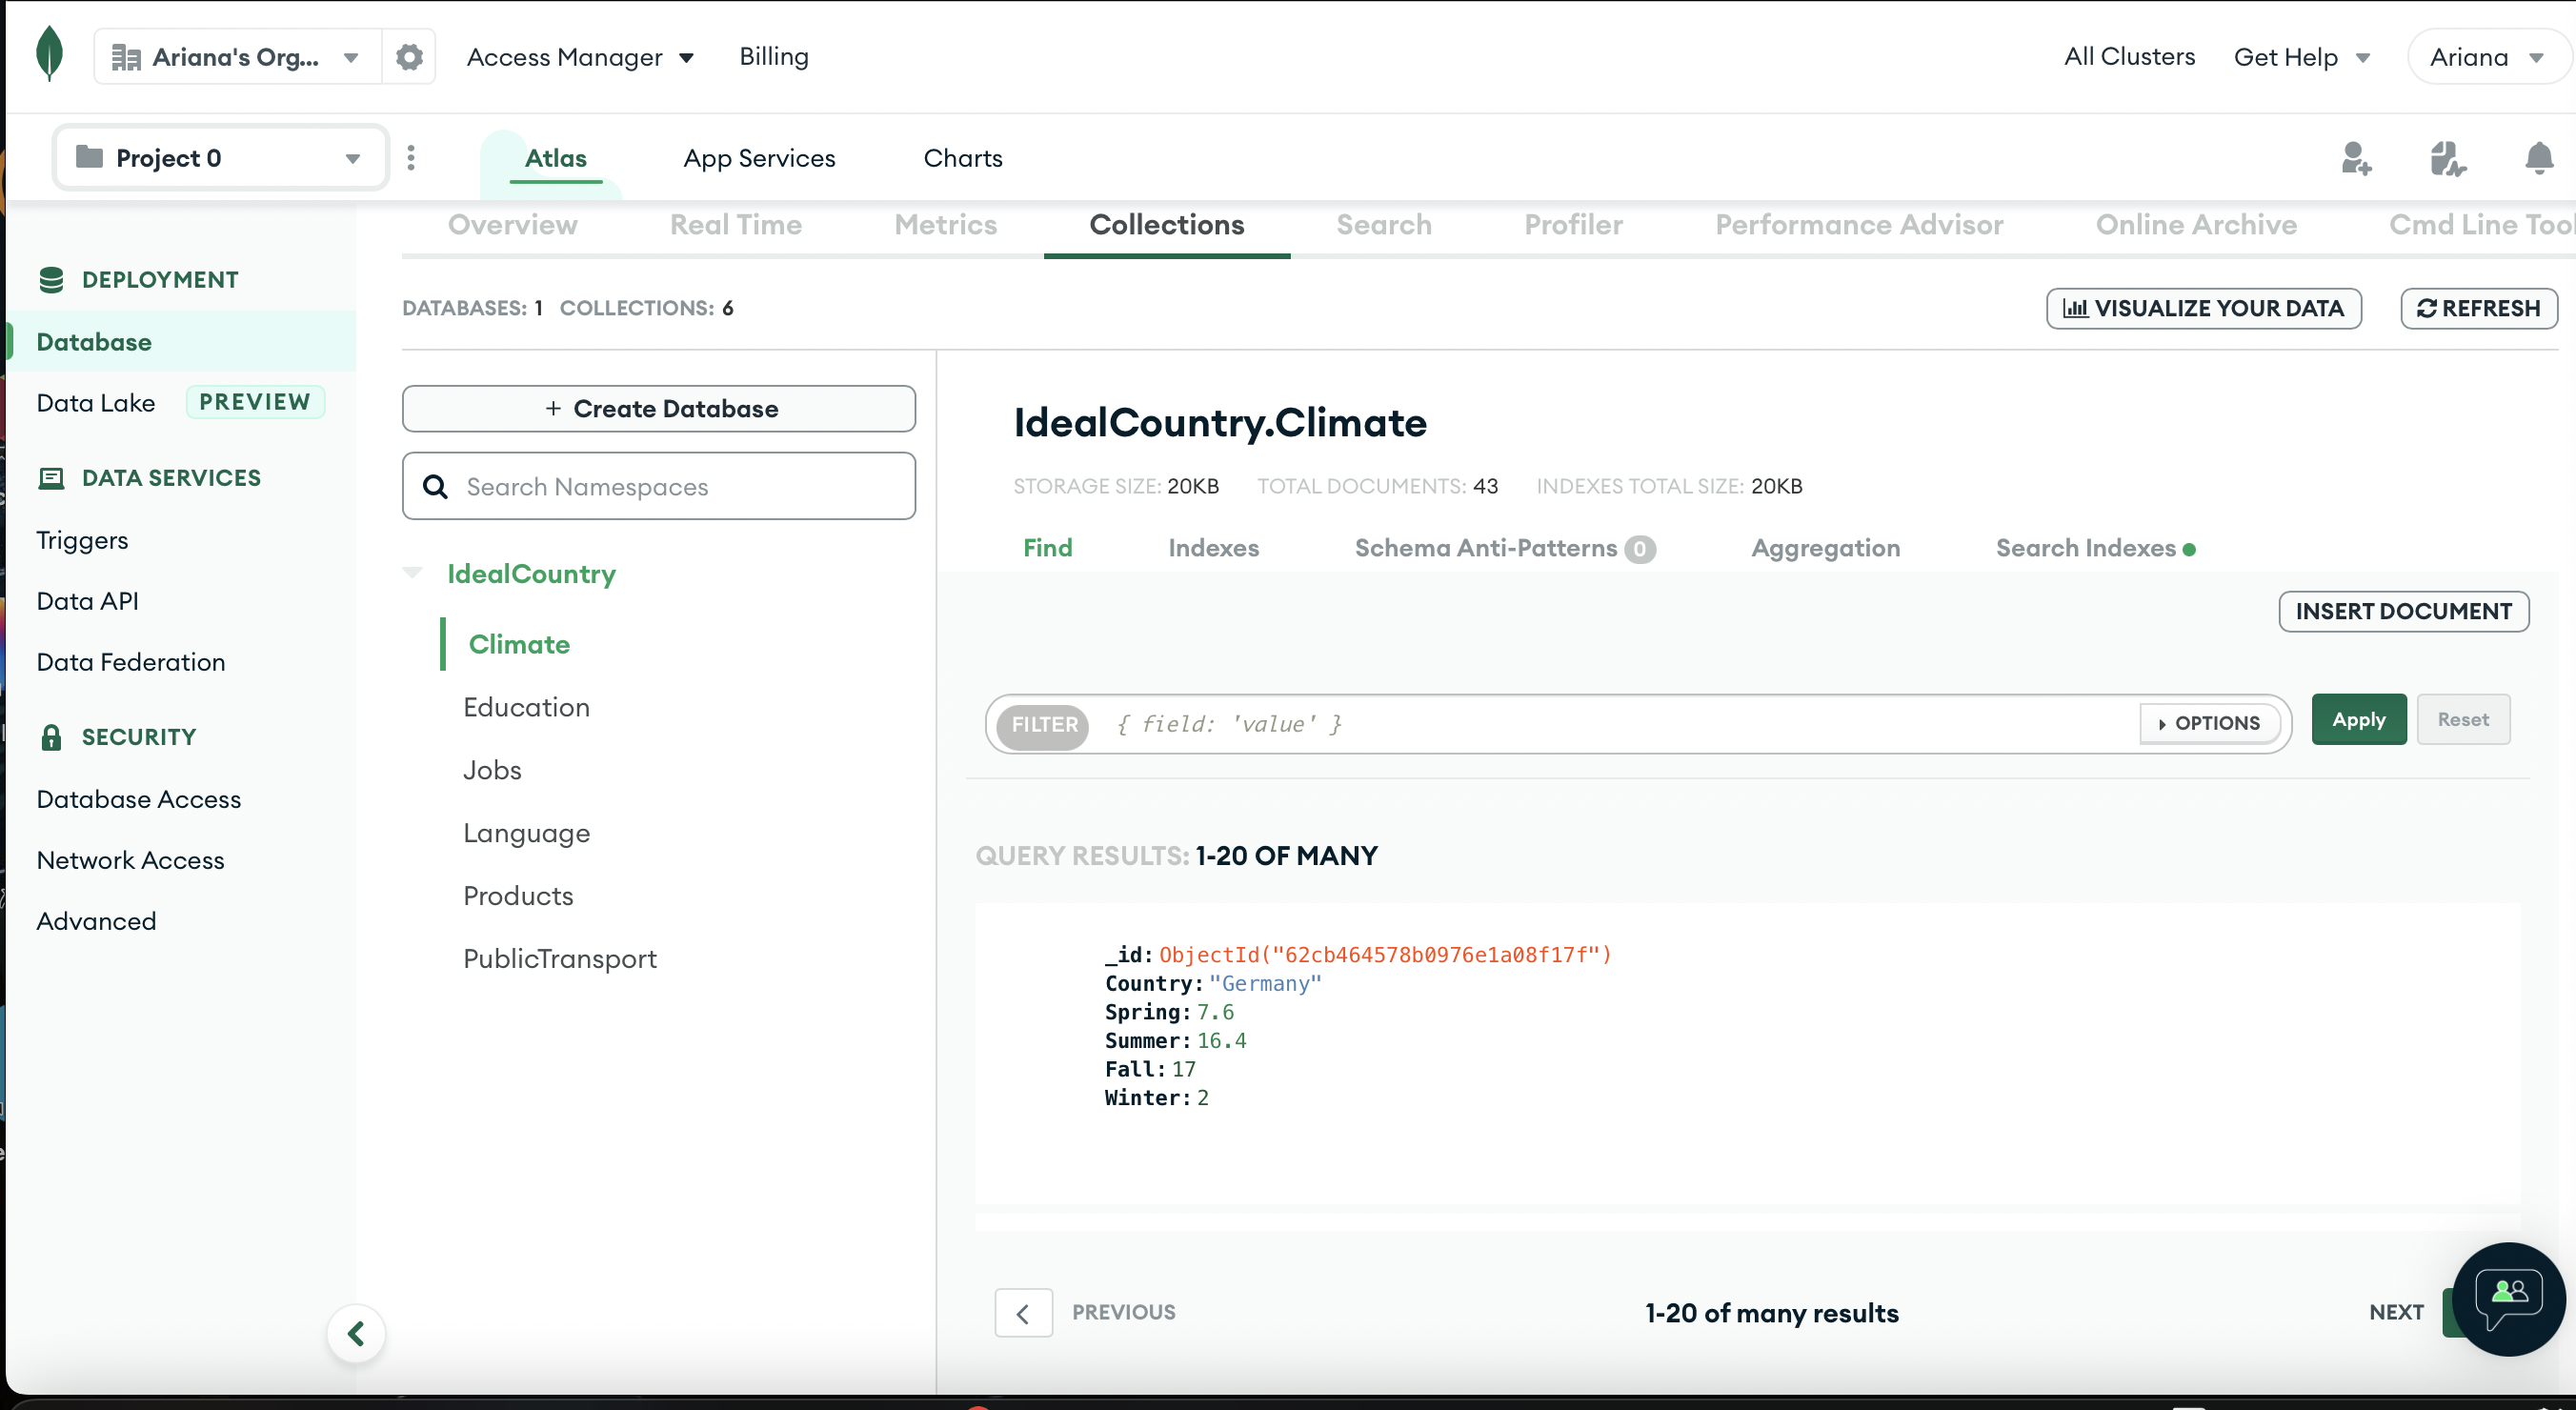 Ariana's Org...
Access Manager
Billing
All Clusters
Get Help
Ariana
Project 0
Atlas
App Services
Charts
Overview
Real Time
Metrics
Collections
Search
Profiler
Performance Advisor
Online Archive
Cmd Line Tool
DEPLOYMENT
Database
Data Lake
PREVIEW
DATA SERVICES
Triggers
Data API
Data Federation
SECURITY
Database Access
Network Access
Advanced
DATABASES: 1 COLLECTIONS: 6
VISUALIZE YOUR DATA
REFRESH
+ Create Database
Search Namespaces
IdealCountry
Climate
Education
Jobs
Language
Products
PublicTransport
IdealCountry.Climate
STORAGE SIZE: 20KB TOTAL DOCUMENTS: 43 INDEXES TOTAL SIZE: 20KB
Find
Indexes
Schema Anti-Patterns 0
Aggregation
Search Indexes
INSERT DOCUMENT
FILTER
{ field: 'value' }
OPTIONS
Apply
Reset
QUERY RESULTS: 1-20 OF MANY
_id: ObjectId("62cb464578b0976e1a08f17f")
Country: "Germany"
Spring: 7.6
Summer: 16.4
Fall: 17
Winter: 2
PREVIOUS
1-20 of many results
NEXT